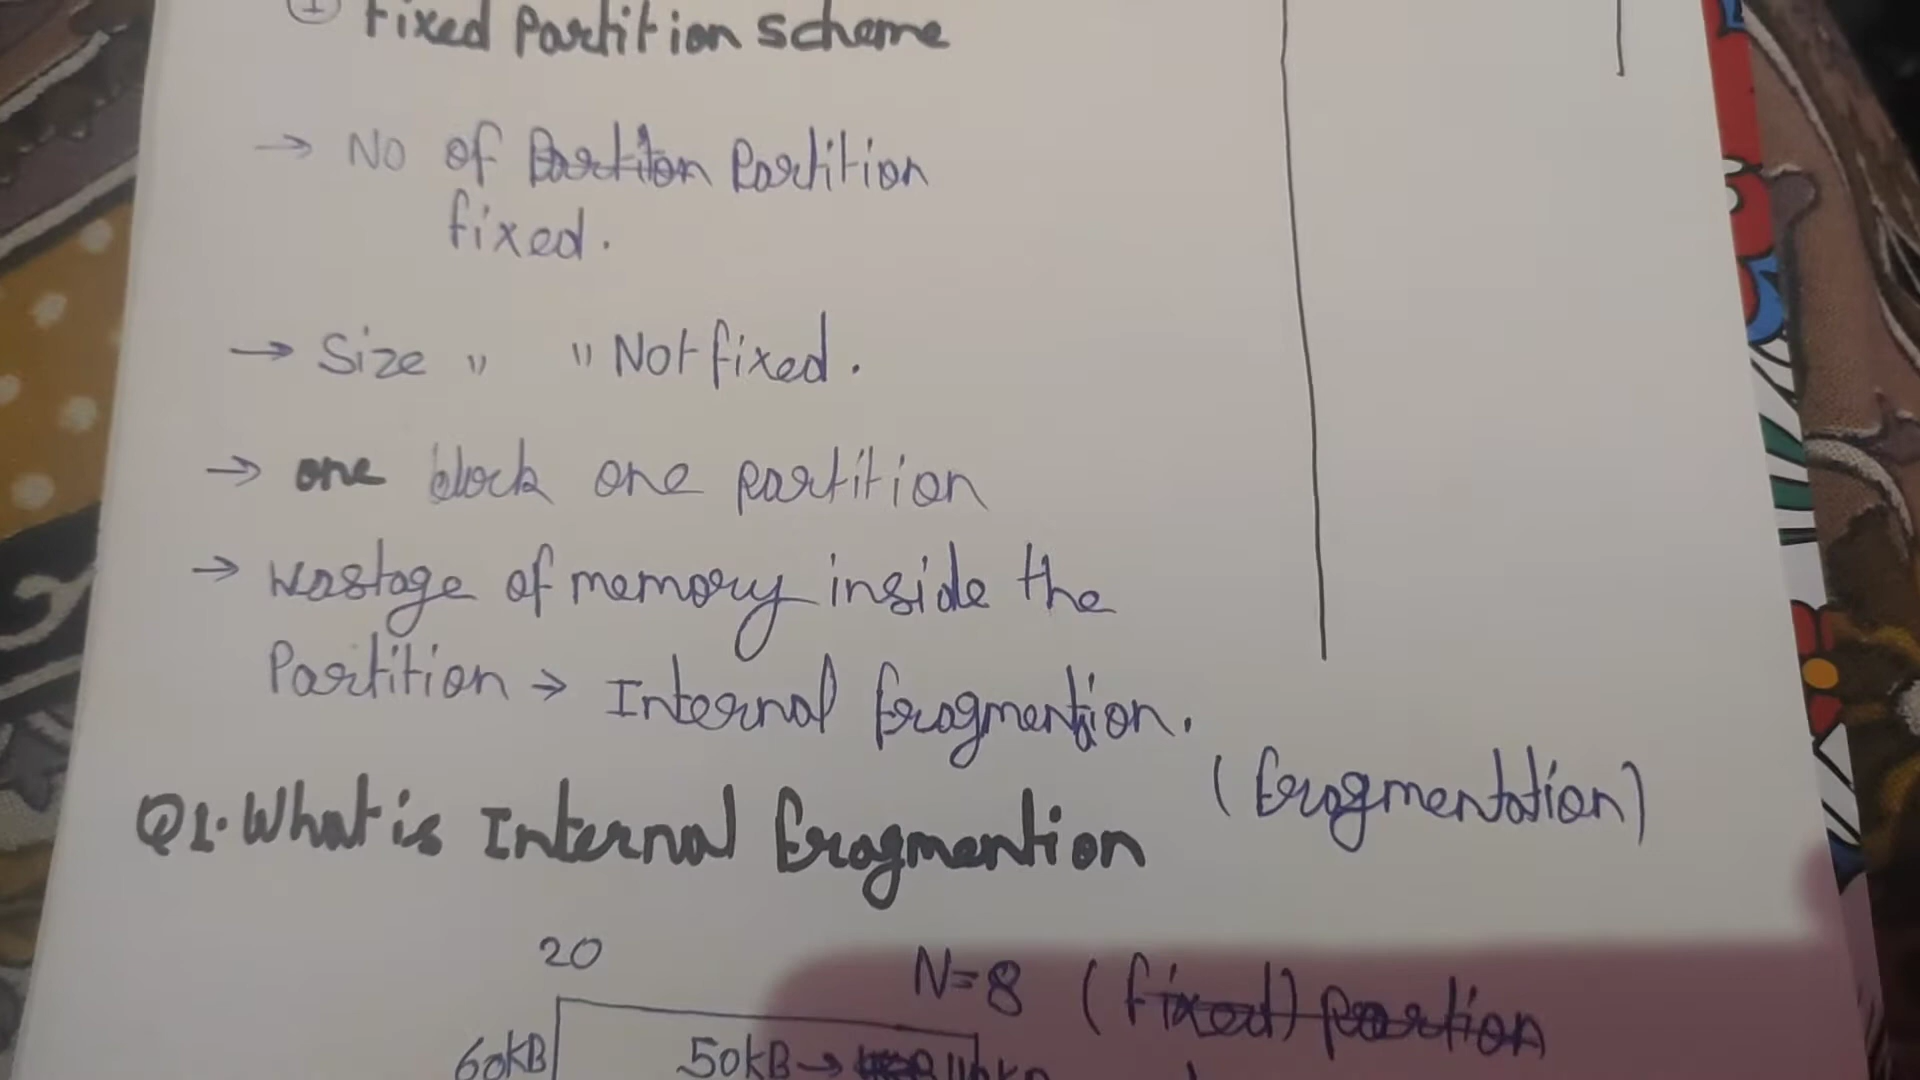 ① Fixed Partition Scheme
→ No of Partition
fixed.
→ Size " " Not fixed.
→ one block one partition
→ Wastage of memory inside the
Partition → Internal fragmention.
(fragmentation)
Q1. What is Internal fragmention
20
N=8 (fixed) partion
60KB 50KB →